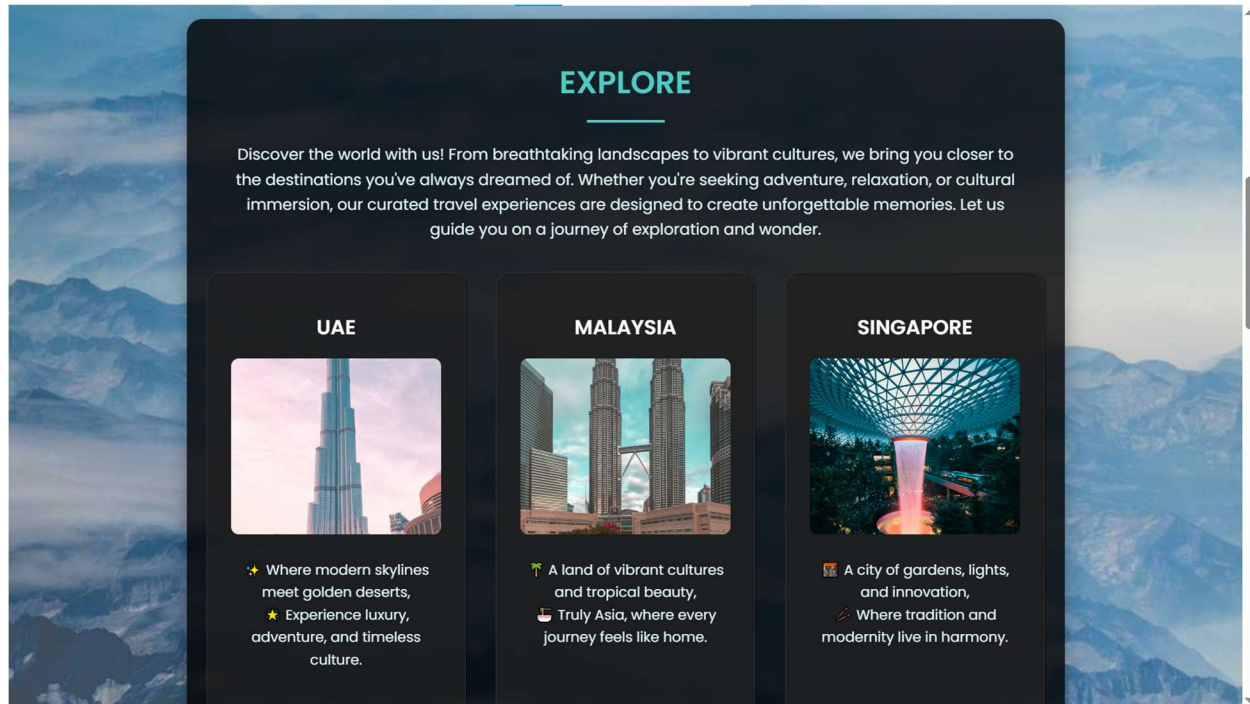 EXPLORE
Discover the world with us! From breathtaking landscapes to vibrant cultures, we bring you closer to
the destinations you've always dreamed of. Whether you're seeking adventure, relaxation, or cultural
immersion, our curated travel experiences are designed to create unforgettable memories. Let us
guide you on a journey of exploration and wonder.
UAE
✨ Where modern skylines
meet golden deserts,
🌟 Experience luxury,
adventure, and timeless
culture.
MALAYSIA
🌴 A land of vibrant cultures
and tropical beauty,
🍜 Truly Asia, where every
journey feels like home.
SINGAPORE
🌆 A city of gardens, lights,
and innovation,
🥢 Where tradition and
modernity live in harmony.